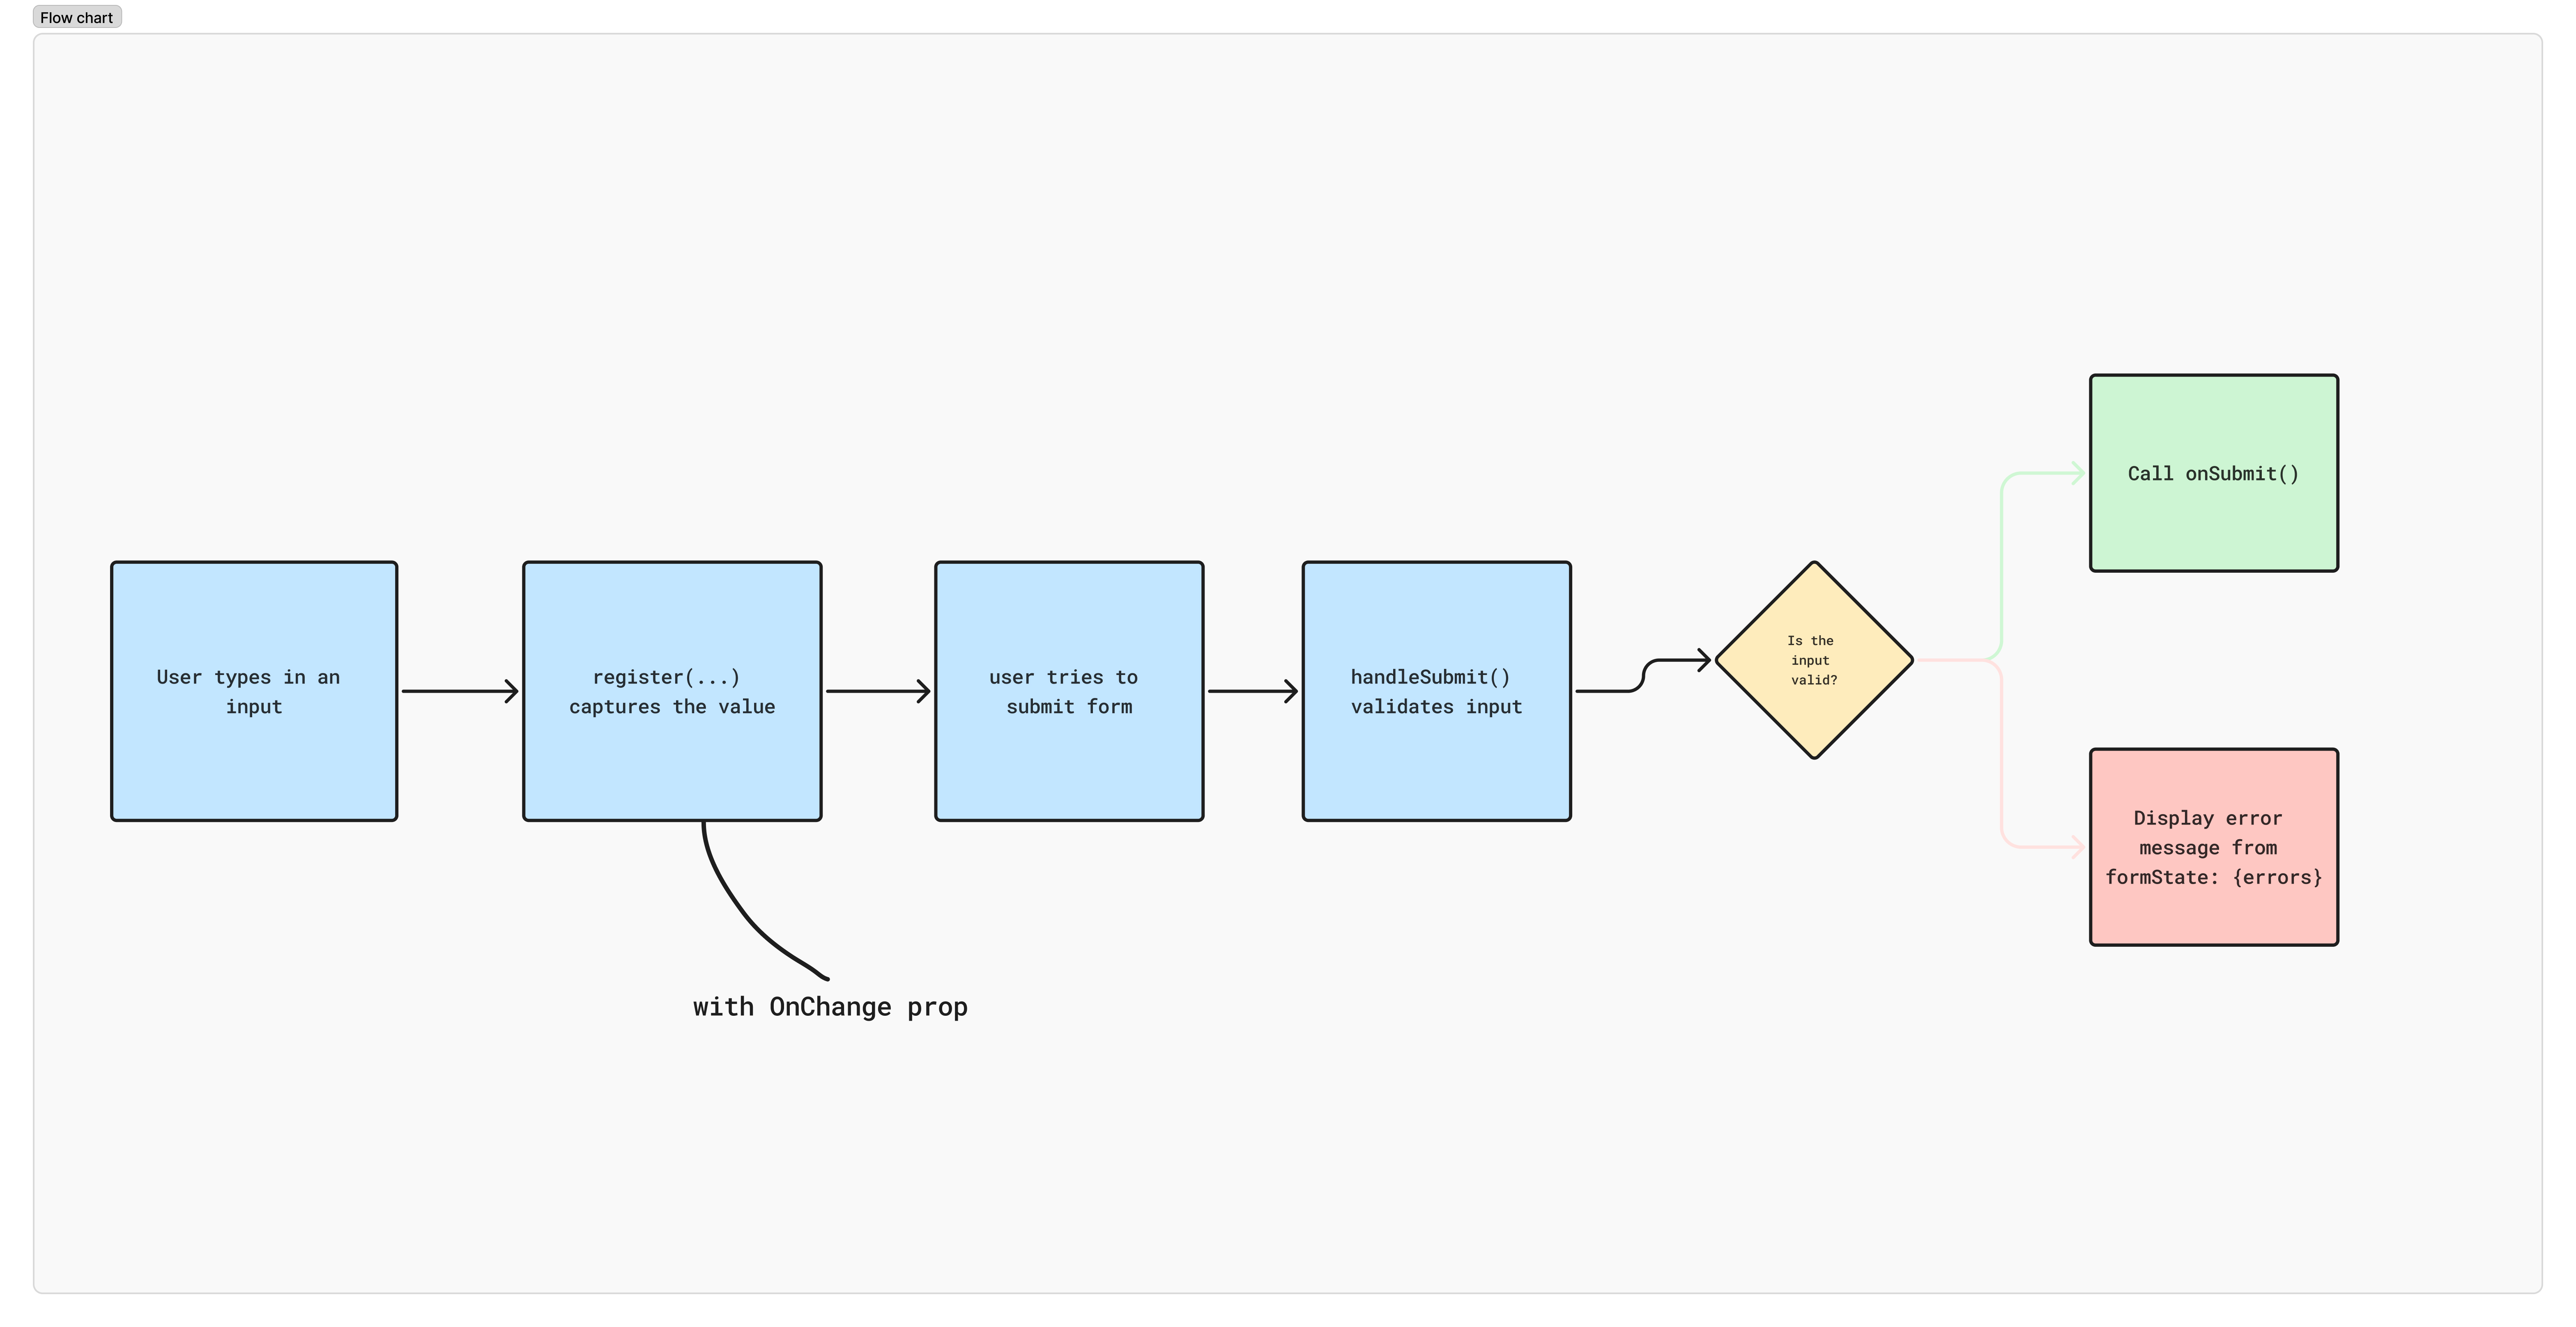 Flow chart
User types in an
input
register(...)
captures the value
user tries to
submit form
handleSubmit()
validates input
Is the
input
valid?
Call onSubmit()
Display error
message from
formState: {errors}
with OnChange prop